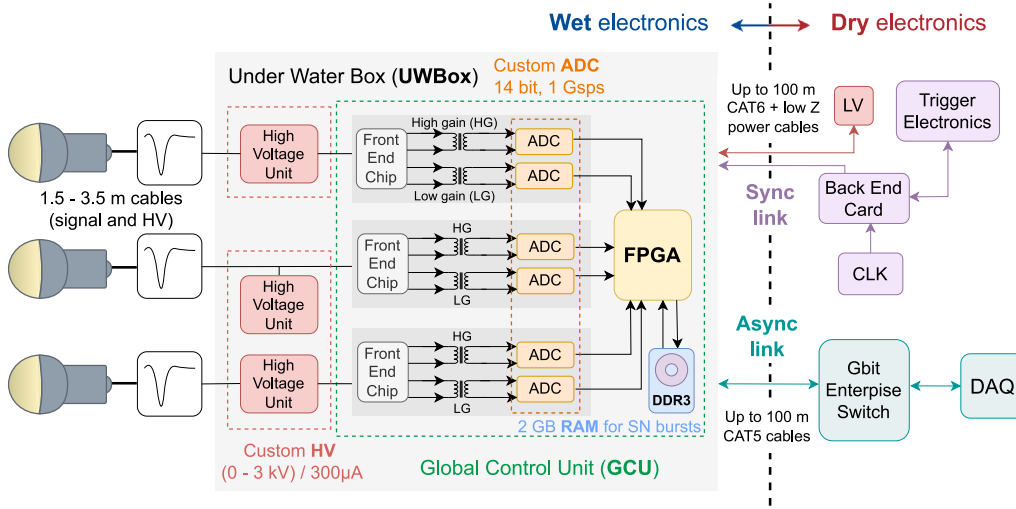 Wet electronics
Dry electronics
Under Water Box (UWBox)
Custom ADC
14 bit, 1 Gsps
Up to 100 m
CAT6 + low Z
power cables
LV
Trigger
Electronics
High
Voltage
Unit
Front
End
Chip
High gain (HG)
Low gain (LG)
ADC
ADC
1.5 - 3.5 m cables
(signal and HV)
Sync
link
Back End
Card
CLK
High
Voltage
Unit
Front
End
Chip
HG
LG
ADC
ADC
FPGA
High
Voltage
Unit
Front
End
Chip
HG
LG
ADC
ADC
DDR3
2 GB RAM for SN bursts
Async
link
Gbit
Enterpise
Switch
DAQ
Up to 100 m
CAT5 cables
Custom HV
(0 - 3 kV) / 300μA
Global Control Unit (GCU)